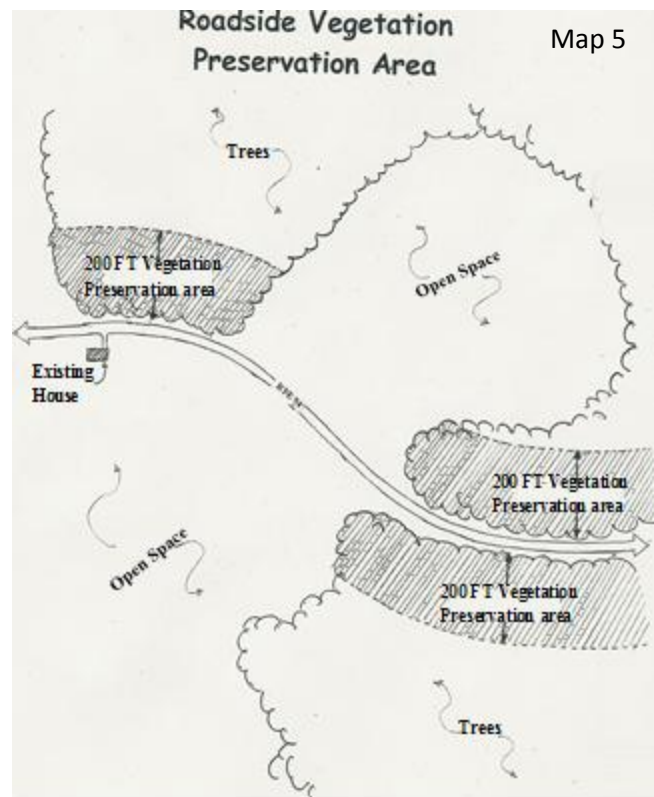 Roadside Vegetation
Preservation Area
Map 5
Trees
200 FT Vegetation
Preservation area
Open Space
Existing
House
200 FT Vegetation
Preservation area
Open Space
200 FT Vegetation
Preservation area
Trees